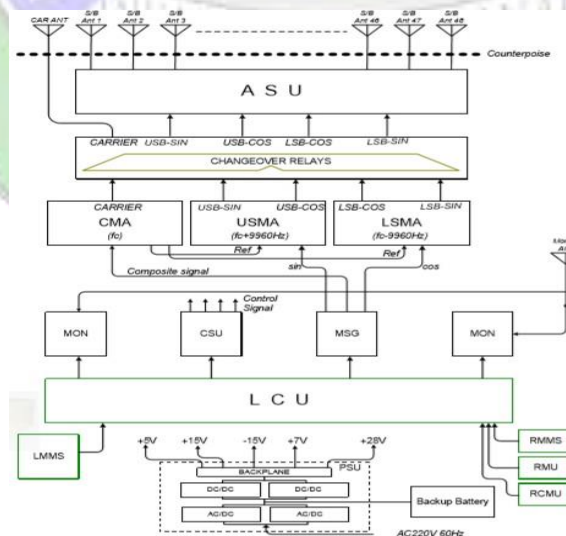 CAR ANT
S/B Ant 1
S/B Ant 2
S/B Ant 3
S/B Ant 46
S/B Ant 47
S/B Ant 48
Counterpoise
A S U
CARRIER USB-SIN USB-COS LSB-COS LSB-SIN
CHANGEOVER RELAYS
CARRIER USB-SIN USB-COS LSB-COS LSB-SIN
CMA USMA LSMA
(fc) (fc+9960Hz) (fc-9960Hz)
Ref Ref
Composite signal sin cos
Control
Signal
MON CSU MSG MON
L C U
LMMS
RMMS
RMU
RCMU
+5V +15V -15V +7V +28V
BACKPLANE PSU
DC/DC DC/DC
AC/DC AC/DC
Backup Battery
AC220V 60Hz